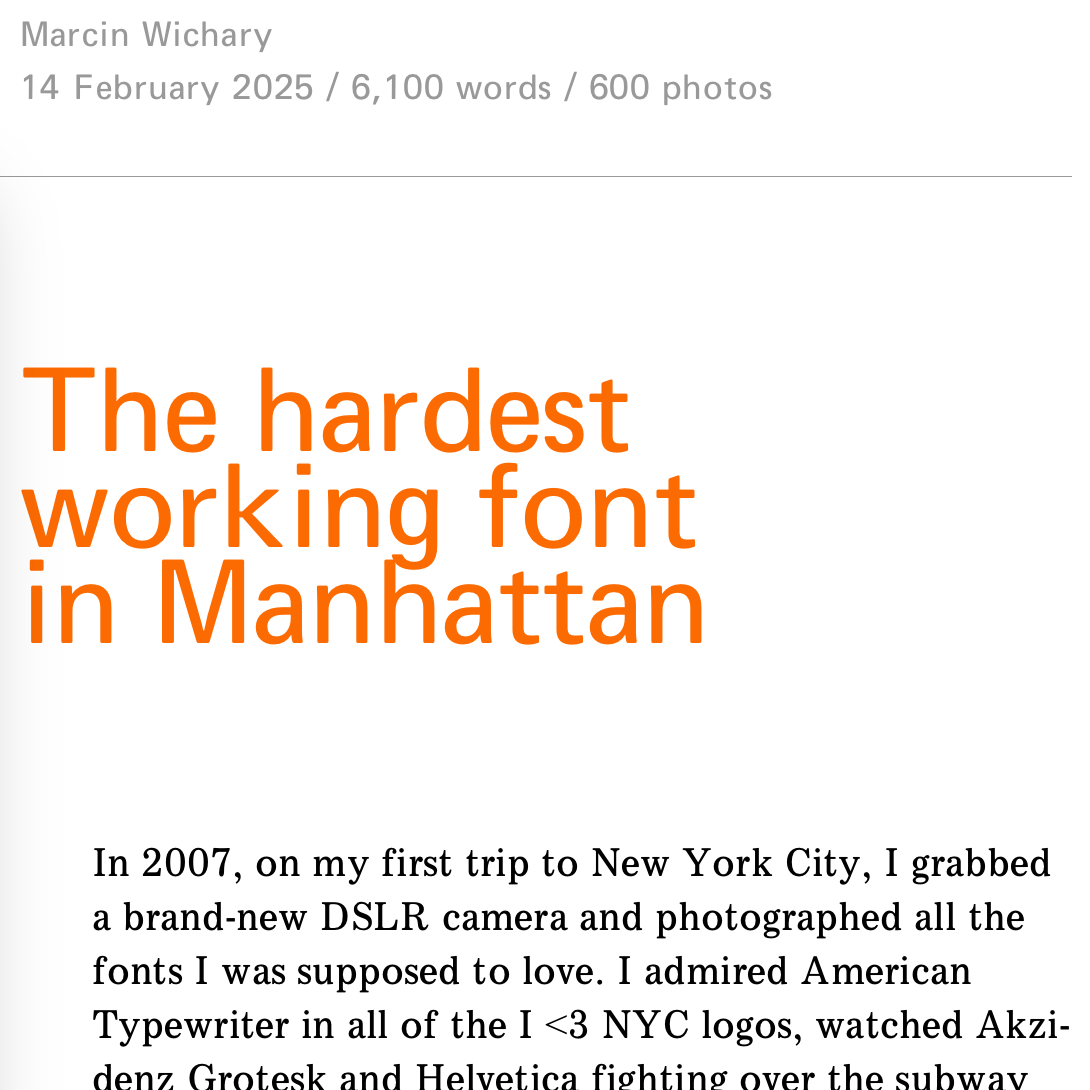 Marcin Wichary
14 February 2025 / 6,100 words / 600 photos
The hardest
working font
in Manhattan
In 2007, on my first trip to New York City, I grabbed
a brand-new DSLR camera and photographed all the
fonts I was supposed to love. I admired American
Typewriter in all of the I <3 NYC logos, watched Akzi-
denz Grotesk and Helvetica fighting over the subway